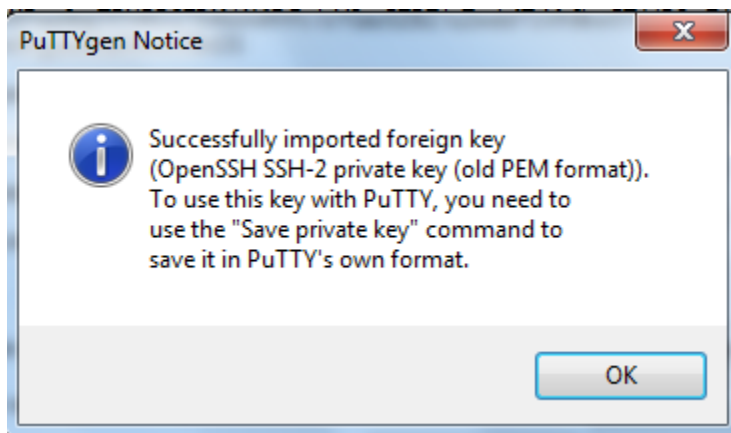 PuTTYgen Notice
Successfully imported foreign key
(OpenSSH SSH-2 private key (old PEM format)).
To use this key with PuTTY, you need to
use the "Save private key" command to
save it in PuTTY's own format.
OK